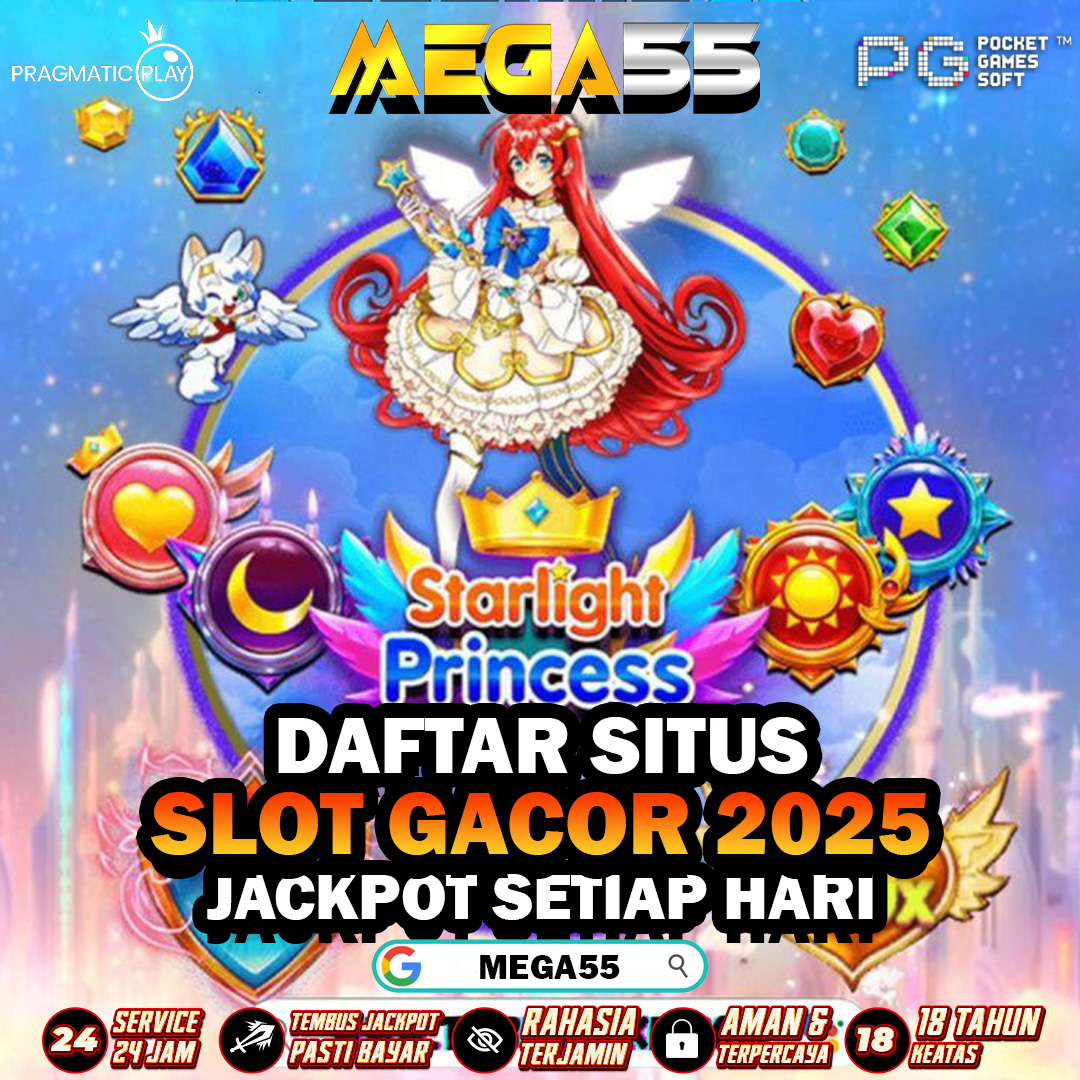 PRAGMATIC PLAY
MEGA55
PG POCKET GAMES SOFT™
Starlight
Princess
DAFTAR SITUS
SLOT GACOR 2025
JACKPOT SETIAP HARI
MEGA55
24 SERVICE 24 JAM
TEMBUS JACKPOT PASTI BAYAR
RAHASIA TERJAMIN
AMAN & TERPERCAYA
18 18 TAHUN KEATAS